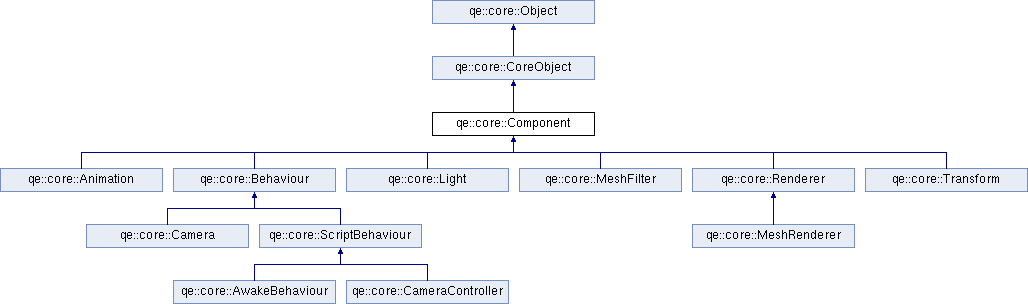 qe::core::Object
qe::core::CoreObject
qe::core::Component
qe::core::Animation qe::core::Behaviour qe::core::Light qe::core::MeshFilter qe::core::Renderer qe::core::Transform
qe::core::Camera qe::core::ScriptBehaviour qe::core::MeshRenderer
qe::core::AwakeBehaviour qe::core::CameraController